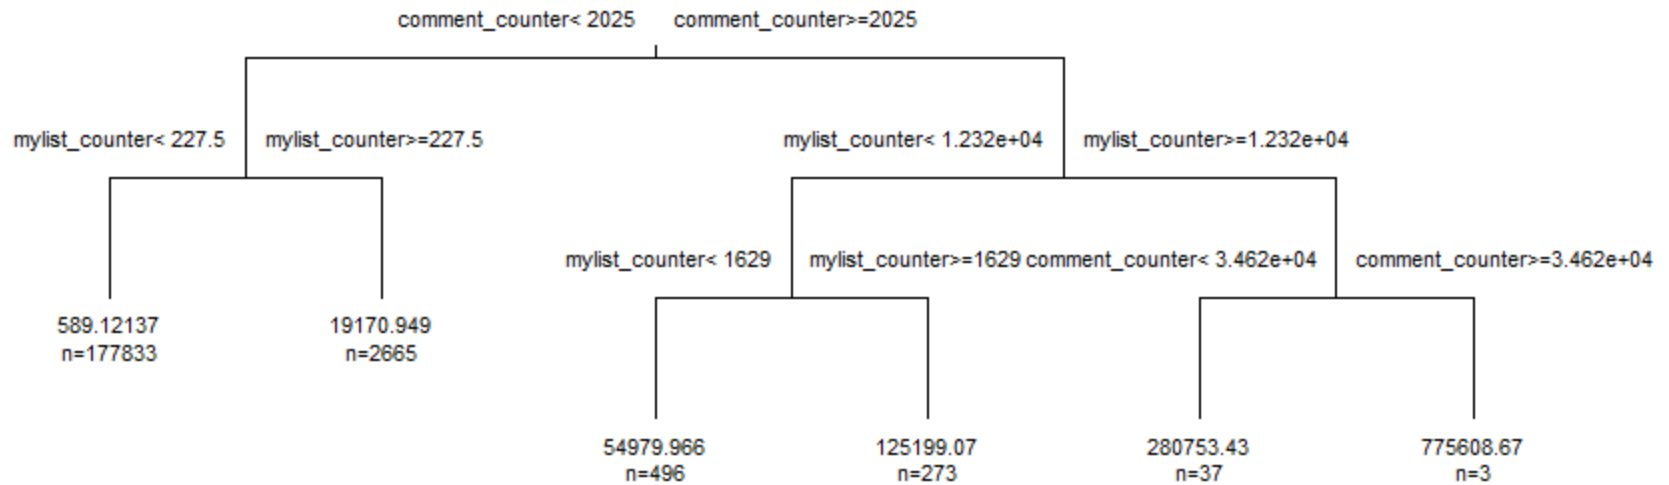 comment_counter< 2025 comment_counter>=2025
mylist_counter< 227.5 mylist_counter>=227.5 mylist_counter< 1.232e+04 mylist_counter>=1.232e+04
mylist_counter< 1629 mylist_counter>=1629 comment_counter< 3.462e+04 comment_counter>=3.462e+04
589.12137 19170.949
n=177833 n=2665
54979.966 125199.07 280753.43 775608.67
n=496 n=273 n=37 n=3